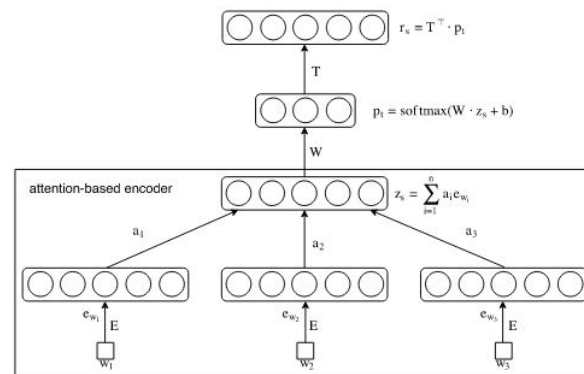 r_s = T^⊤ · p_t
T
p_t = softmax(W · z_s + b)
W
attention-based encoder
z_s = ∑_{i=1}^{n} a_i e_{w_i}
a_1
a_2
a_3
e_{w_1} E
e_{w_2} E
e_{w_3} E
w_1
w_2
w_3